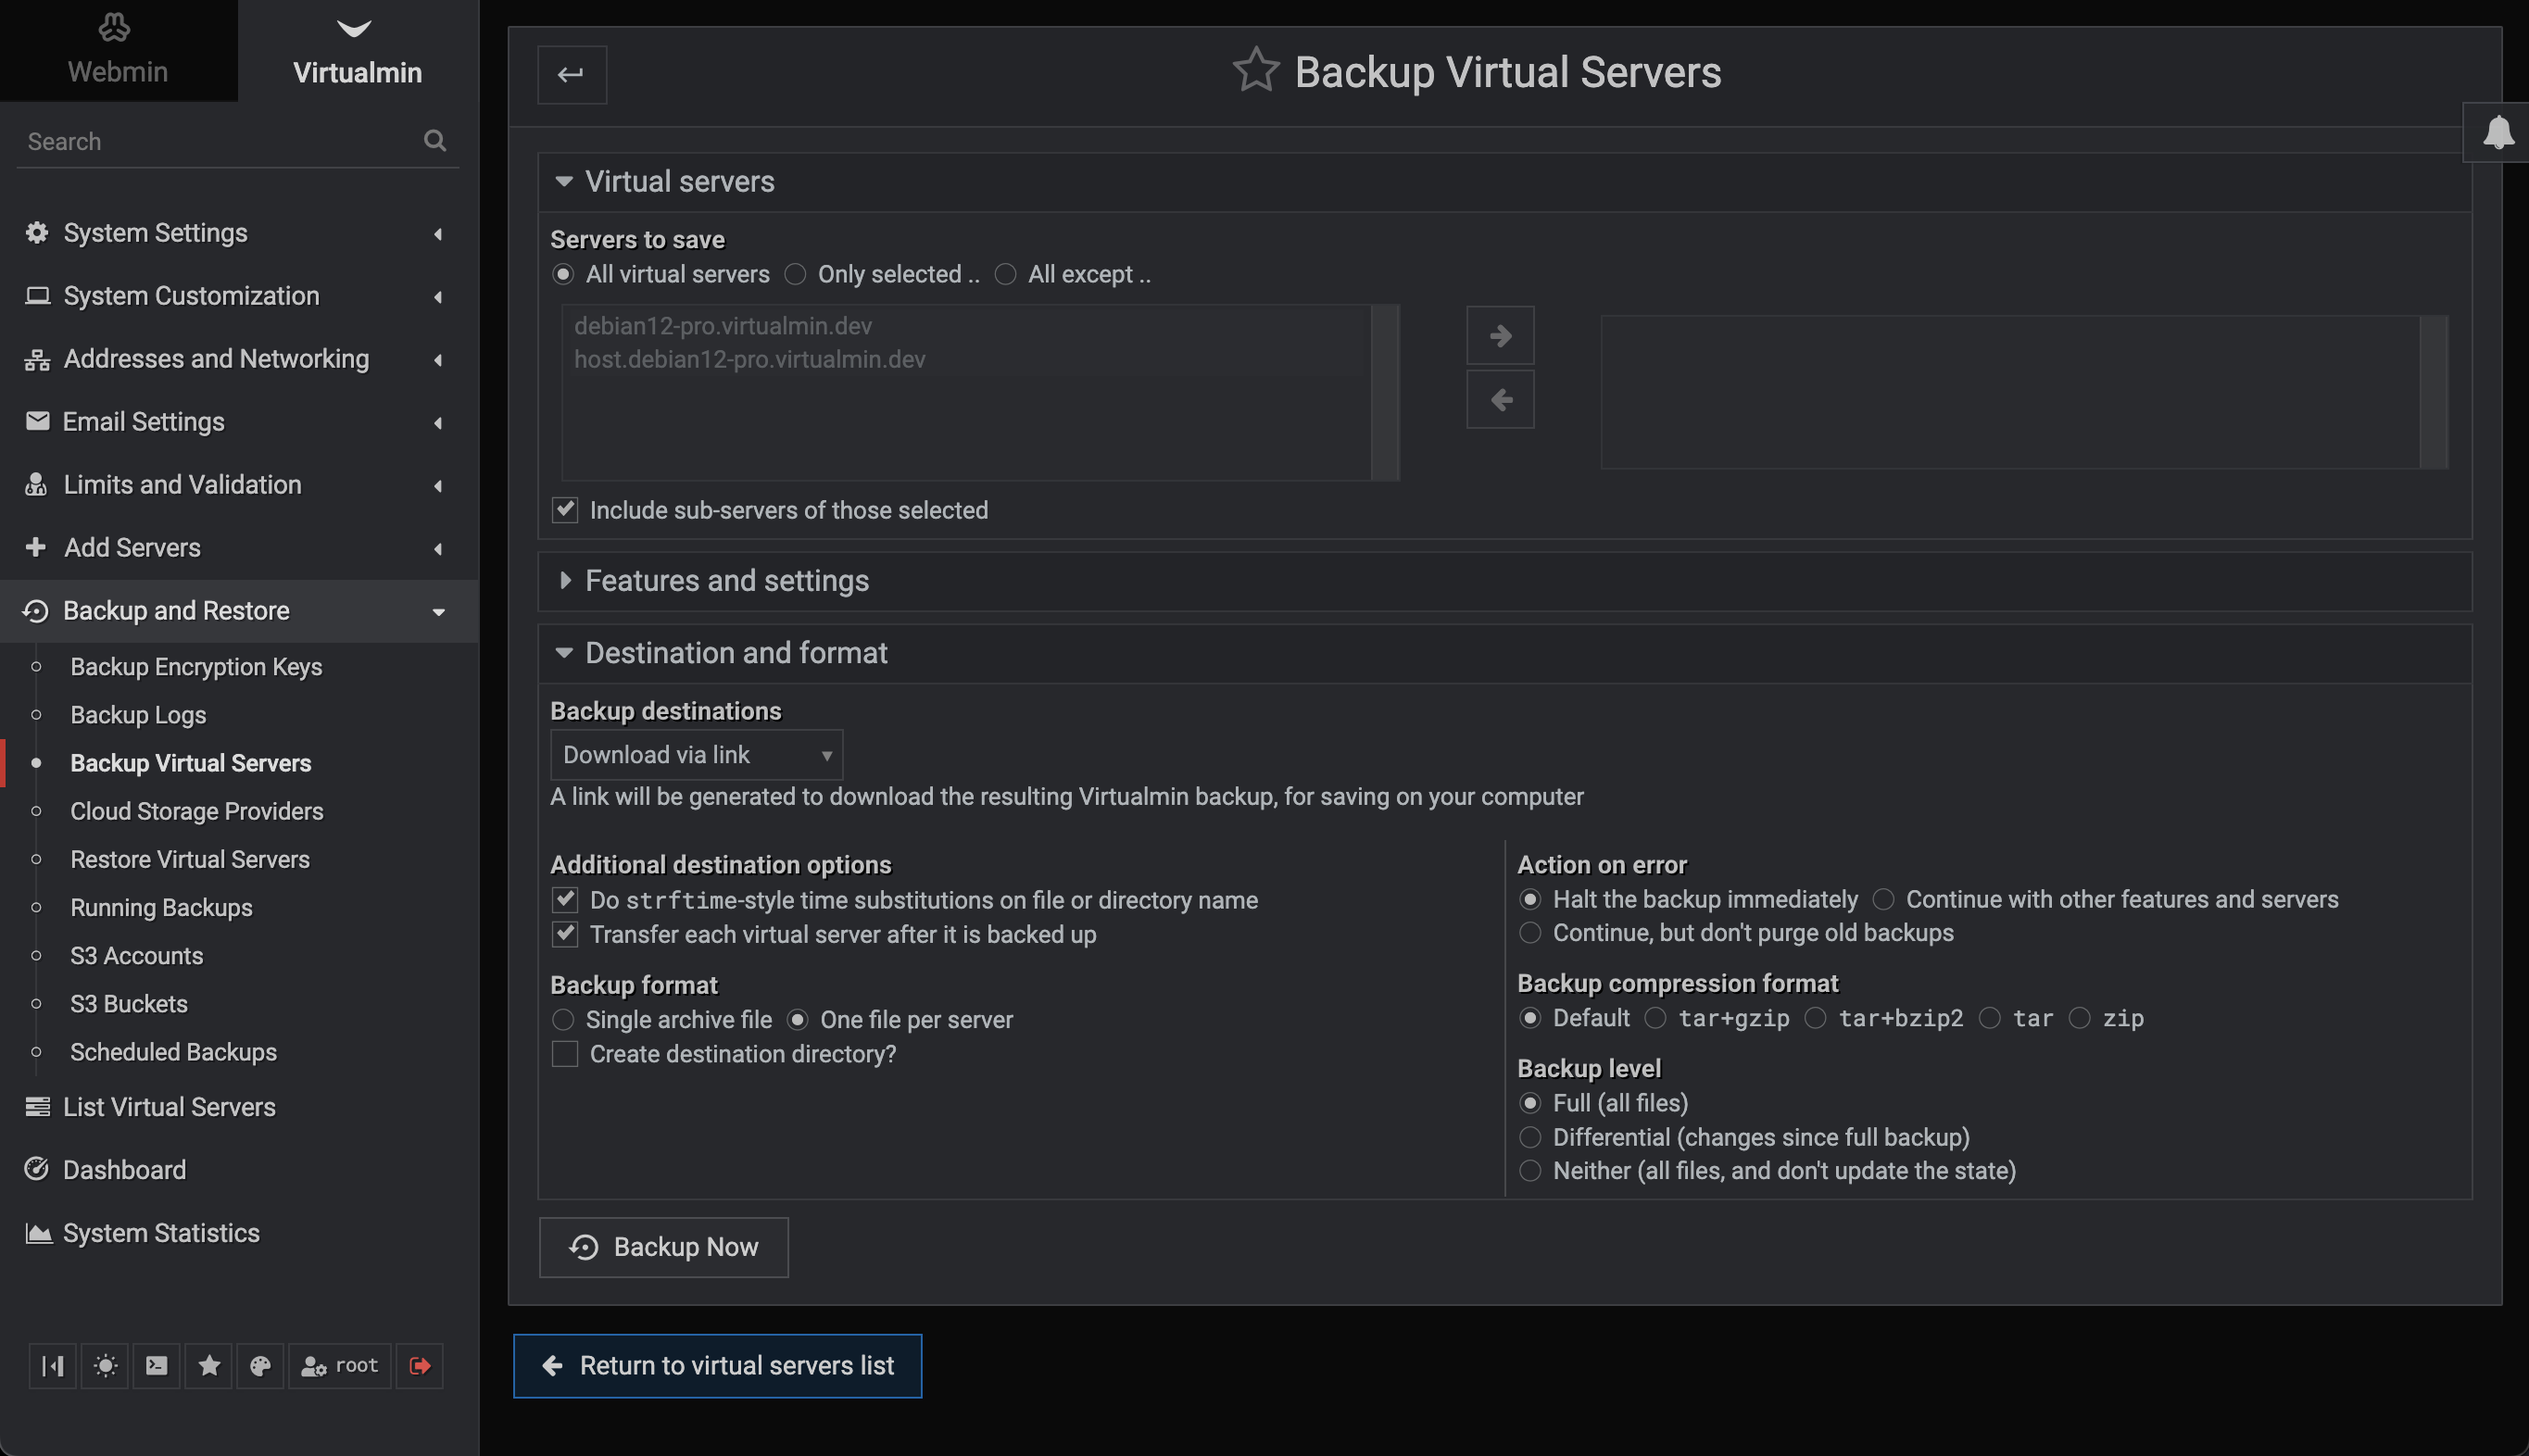 Webmin
Virtualmin
Search
System Settings
System Customization
Addresses and Networking
Email Settings
Limits and Validation
Add Servers
Backup and Restore
Backup Encryption Keys
Backup Logs
Backup Virtual Servers
Cloud Storage Providers
Restore Virtual Servers
Running Backups
S3 Accounts
S3 Buckets
Scheduled Backups
List Virtual Servers
Dashboard
System Statistics
root
Backup Virtual Servers
Virtual servers
Servers to save
All virtual servers Only selected .. All except ..
debian12-pro.virtualmin.dev
host.debian12-pro.virtualmin.dev
Include sub-servers of those selected
Features and settings
Destination and format
Backup destinations
Download via link
A link will be generated to download the resulting Virtualmin backup, for saving on your computer
Additional destination options
Do strftime-style time substitutions on file or directory name
Transfer each virtual server after it is backed up
Backup format
Single archive file One file per server
Create destination directory?
Action on error
Halt the backup immediately Continue with other features and servers
Continue, but don't purge old backups
Backup compression format
Default tar+gzip tar+bzip2 tar zip
Backup level
Full (all files)
Differential (changes since full backup)
Neither (all files, and don't update the state)
Backup Now
Return to virtual servers list